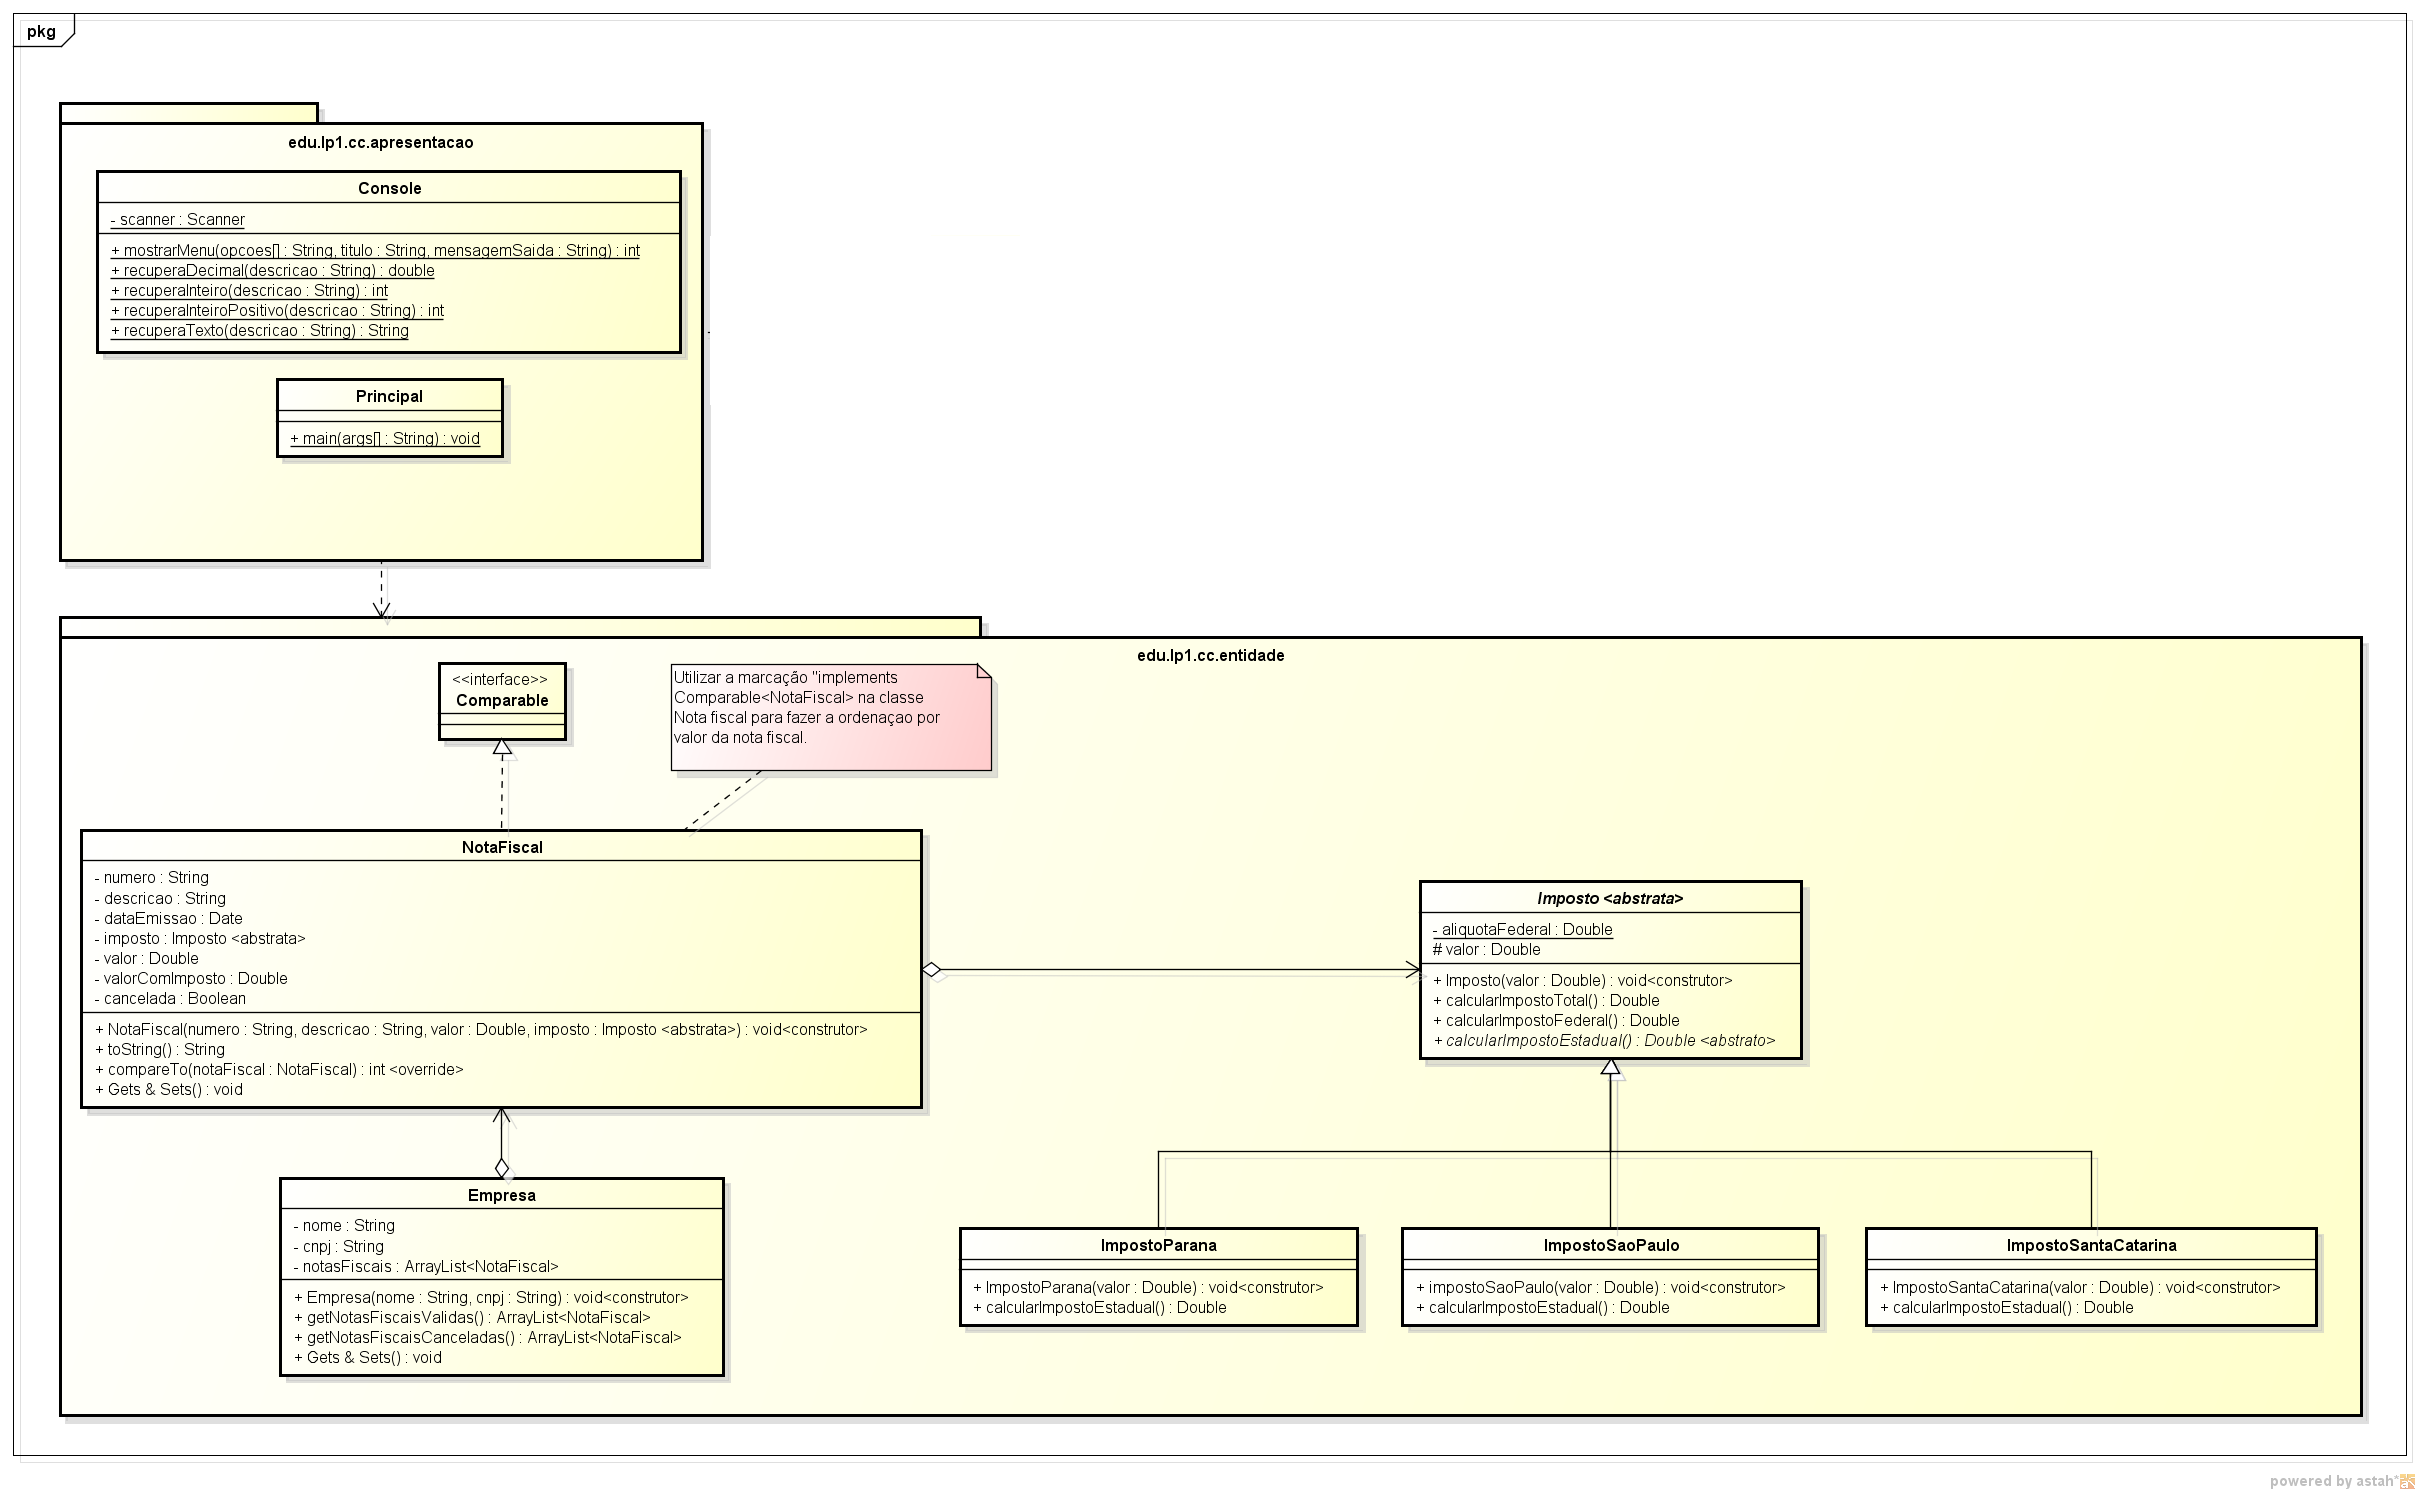 pkg
edu.lp1.cc.apresentacao
Console
- scanner : Scanner
+ mostrarMenu(opcoes[] : String, titulo : String, mensagemSaida : String) : int
+ recuperaDecimal(descricao : String) : double
+ recuperaInteiro(descricao : String) : int
+ recuperaInteiroPositivo(descricao : String) : int
+ recuperaTexto(descricao : String) : String
Principal
+ main(args[] : String) : void
edu.lp1.cc.entidade
<<interface>>
Comparable
Utilizar a marcação "implements
Comparable<NotaFiscal> na classe
Nota fiscal para fazer a ordenaçao por
valor da nota fiscal.
NotaFiscal
- numero : String
- descricao : String
- dataEmissao : Date
- imposto : Imposto <abstrata>
- valor : Double
- valorComImposto : Double
- cancelada : Boolean
+ NotaFiscal(numero : String, descricao : String, valor : Double, imposto : Imposto <abstrata>) : void<construtor>
+ toString() : String
+ compareTo(notaFiscal : NotaFiscal) : int <override>
+ Gets & Sets() : void
Imposto <abstrata>
- aliquotaFederal : Double
# valor : Double
+ Imposto(valor : Double) : void<construtor>
+ calcularImpostoTotal() : Double
+ calcularImpostoFederal() : Double
+ calcularImpostoEstadual() : Double <abstrato>
Empresa
- nome : String
- cnpj : String
- notasFiscais : ArrayList<NotaFiscal>
+ Empresa(nome : String, cnpj : String) : void<construtor>
+ getNotasFiscaisValidas() : ArrayList<NotaFiscal>
+ getNotasFiscaisCanceladas() : ArrayList<NotaFiscal>
+ Gets & Sets() : void
ImpostoParana
+ ImpostoParana(valor : Double) : void<construtor>
+ calcularImpostoEstadual() : Double
ImpostoSaoPaulo
+ impostoSaoPaulo(valor : Double) : void<construtor>
+ calcularImpostoEstadual() : Double
ImpostoSantaCatarina
+ ImpostoSantaCatarina(valor : Double) : void<construtor>
+ calcularImpostoEstadual() : Double
powered by astah*